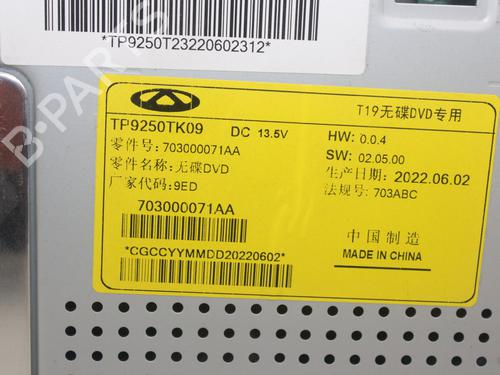 *TP9250T23220602312*
T19无碟DVD专用
TP9250TK09 DC 13.5V
HW: 0.0.4
零件号: 703000071AA
SW: 02.05.00
零件名称: 无碟DVD
生产日期: 2022.06.02
厂家代码: 9ED
法规号: 703ABC
703000071AA
中国制造
*CGCCYYMMDD20220602*
MADE IN CHINA
B-PARTS